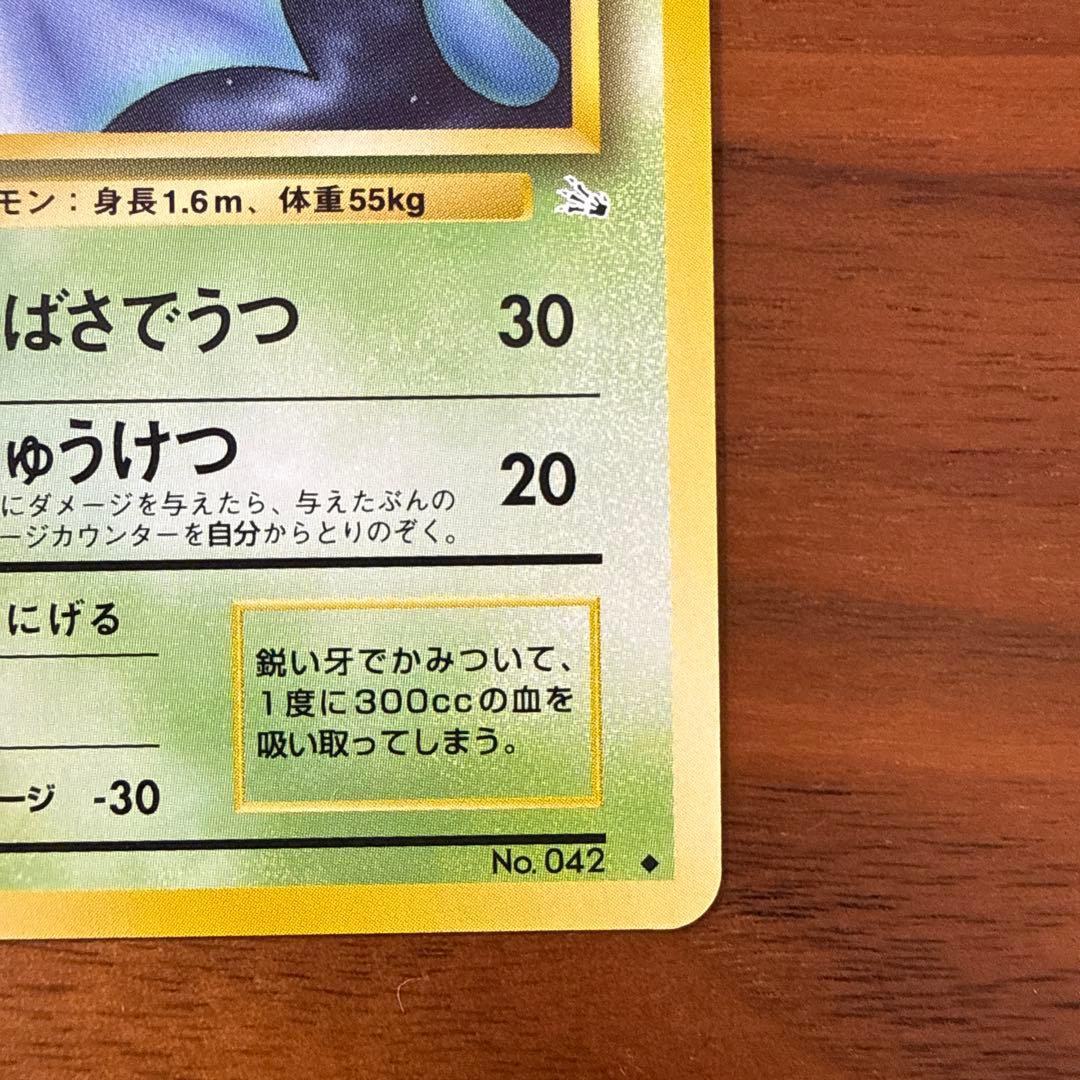 モン：身長1.6m、体重55kg
ばさでうつ 30
ゅうけつ 20
にダメージを与えたら、与えたぶんの
ージカウンターを自分からとりのぞく。
にげる
鋭い牙でかみついて、
1度に300ccの血を
吸い取ってしまう。
ージ -30
No. 042